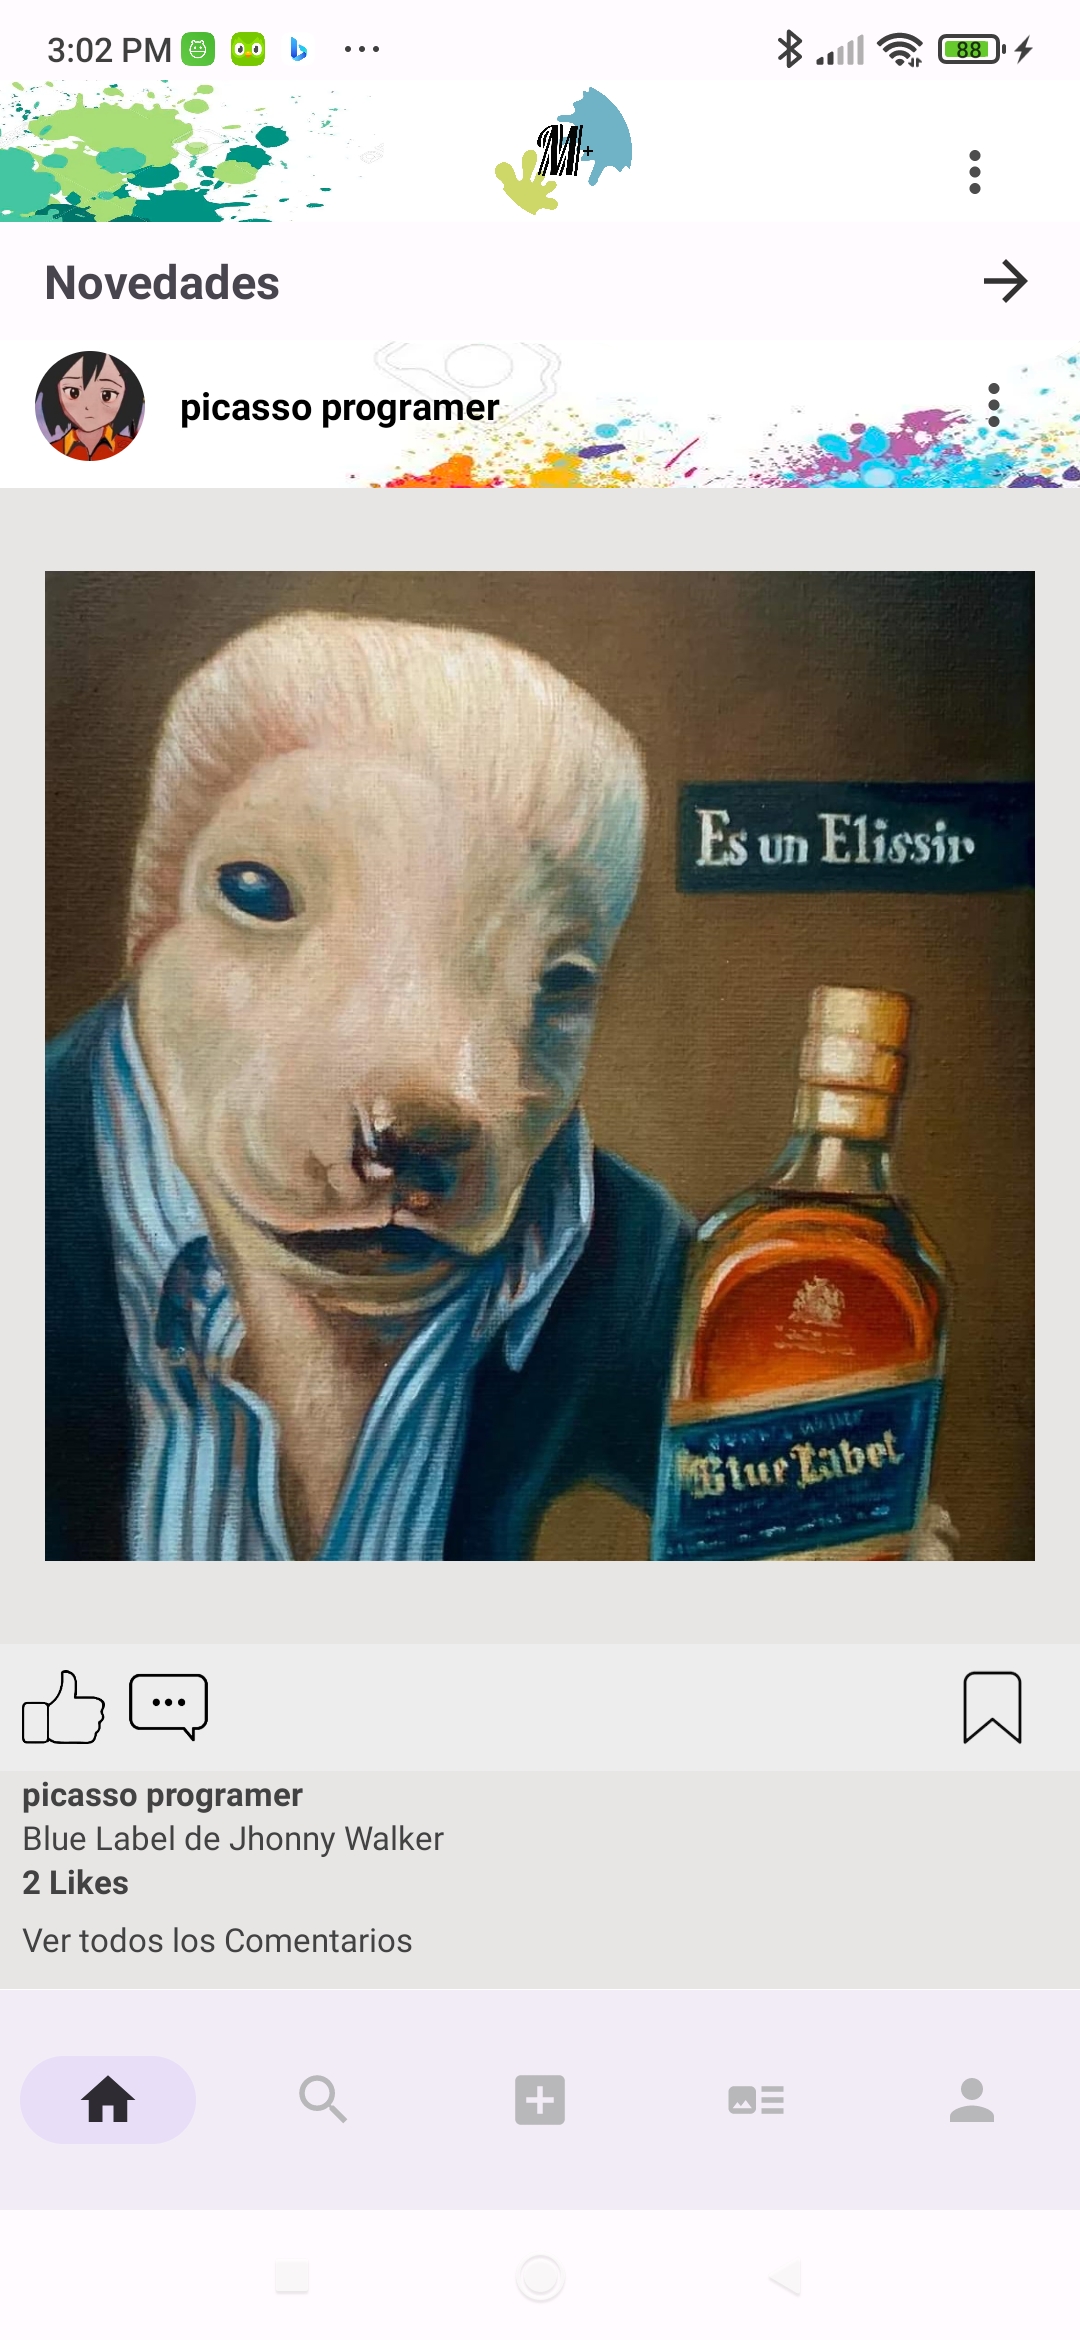 3:02 PM
88
M+
Novedades
picasso programer
Es un Elissir
Blue Label
picasso programer
Blue Label de Jhonny Walker
2 Likes
Ver todos los Comentarios